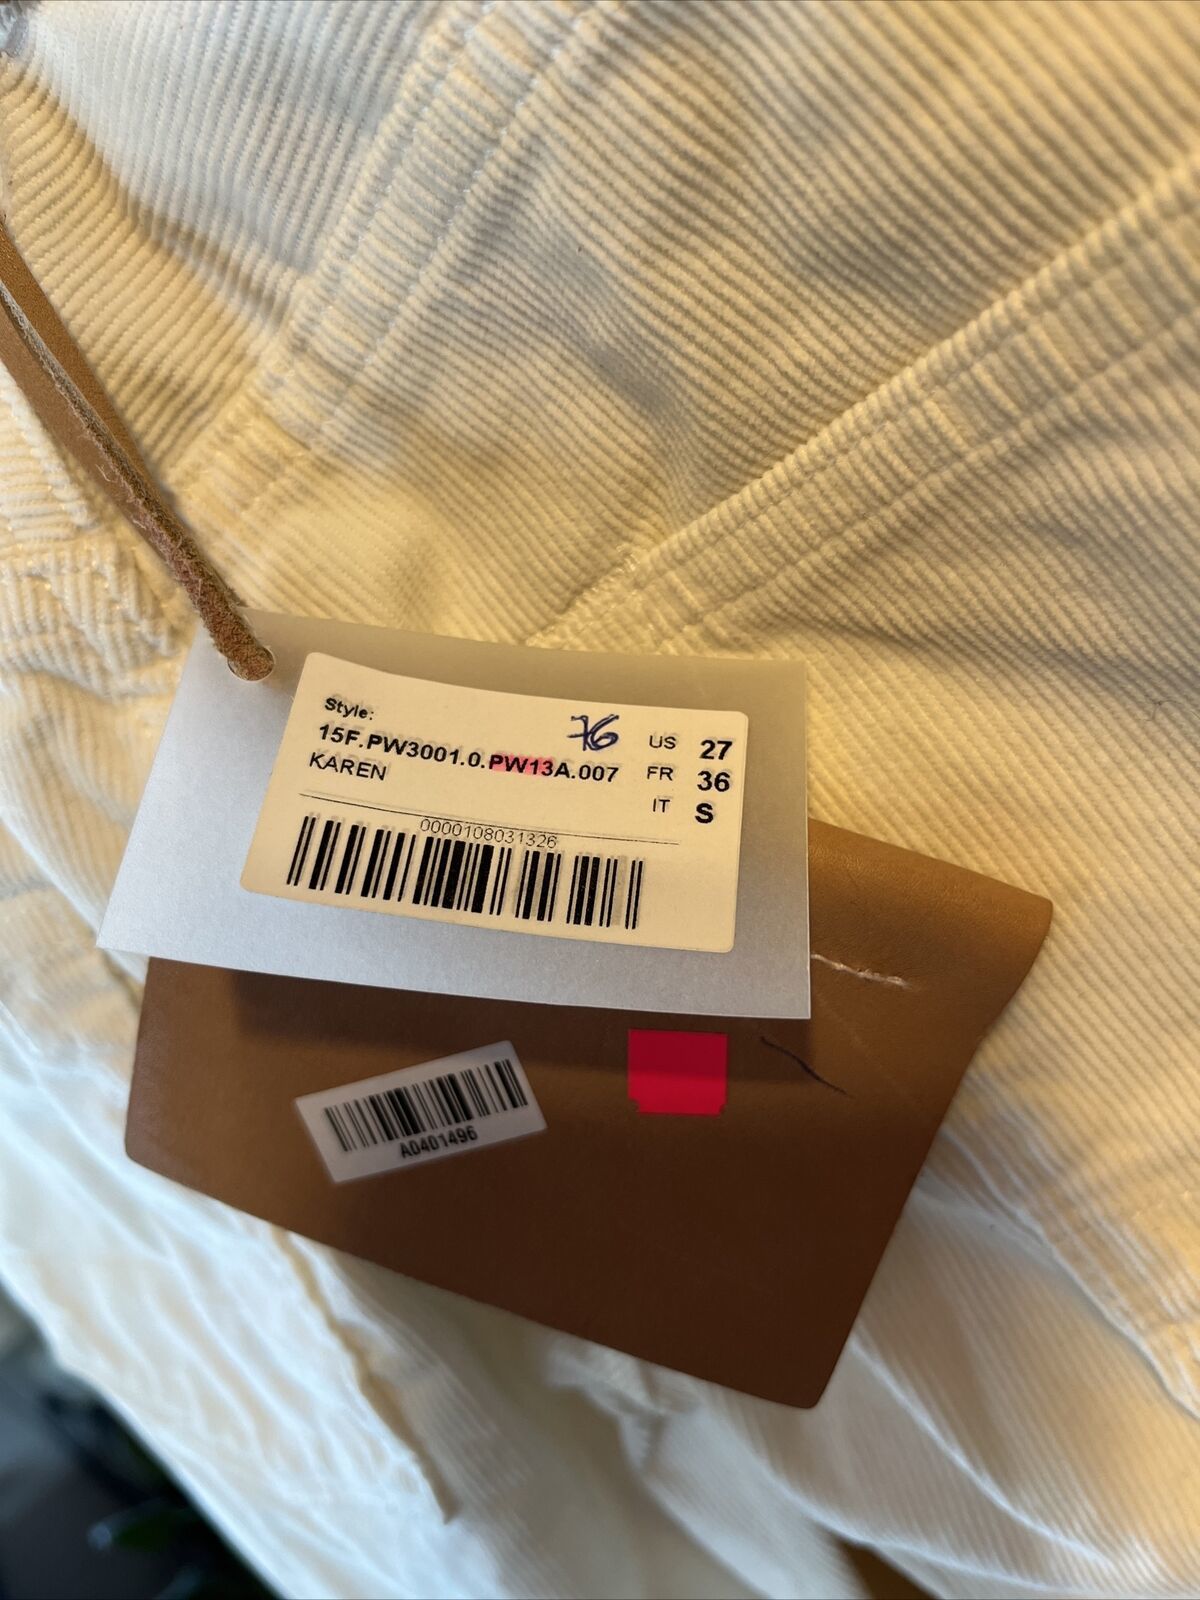 Style:
76
15F.PW3001.0.PW13A.007
KAREN
US 27
FR 36
IT S
0000108031326
A0401496